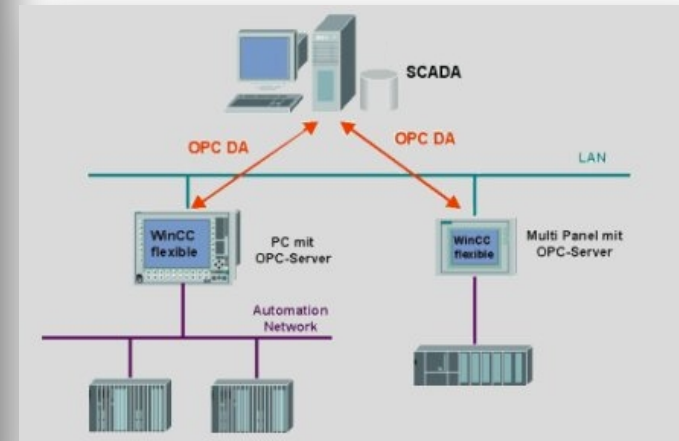 SCADA
OPC DA
OPC DA
LAN
WinCC
flexible
PC mit
OPC-Server
WinCC
flexible
Multi Panel mit
OPC-Server
Automation
Network